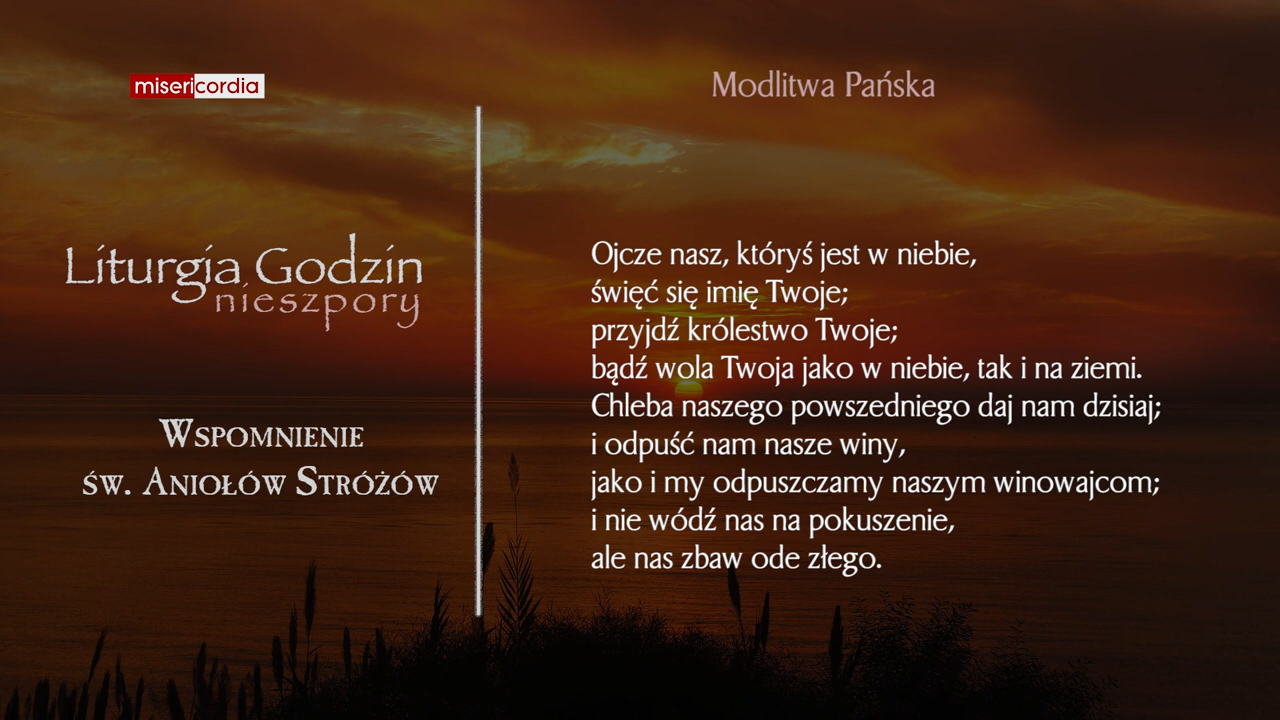 misericordia
Liturgia Godzin
nieszpory
Wspomnienie
św. Aniołów Stróżów
Modlitwa Pańska
Ojcze nasz, któryś jest w niebie,
święć się imię Twoje;
przyjdź królestwo Twoje;
bądź wola Twoja jako w niebie, tak i na ziemi.
Chleba naszego powszedniego daj nam dzisiaj;
i odpuść nam nasze winy,
jako i my odpuszczamy naszym winowajcom;
i nie wódź nas na pokuszenie,
ale nas zbaw ode złego.